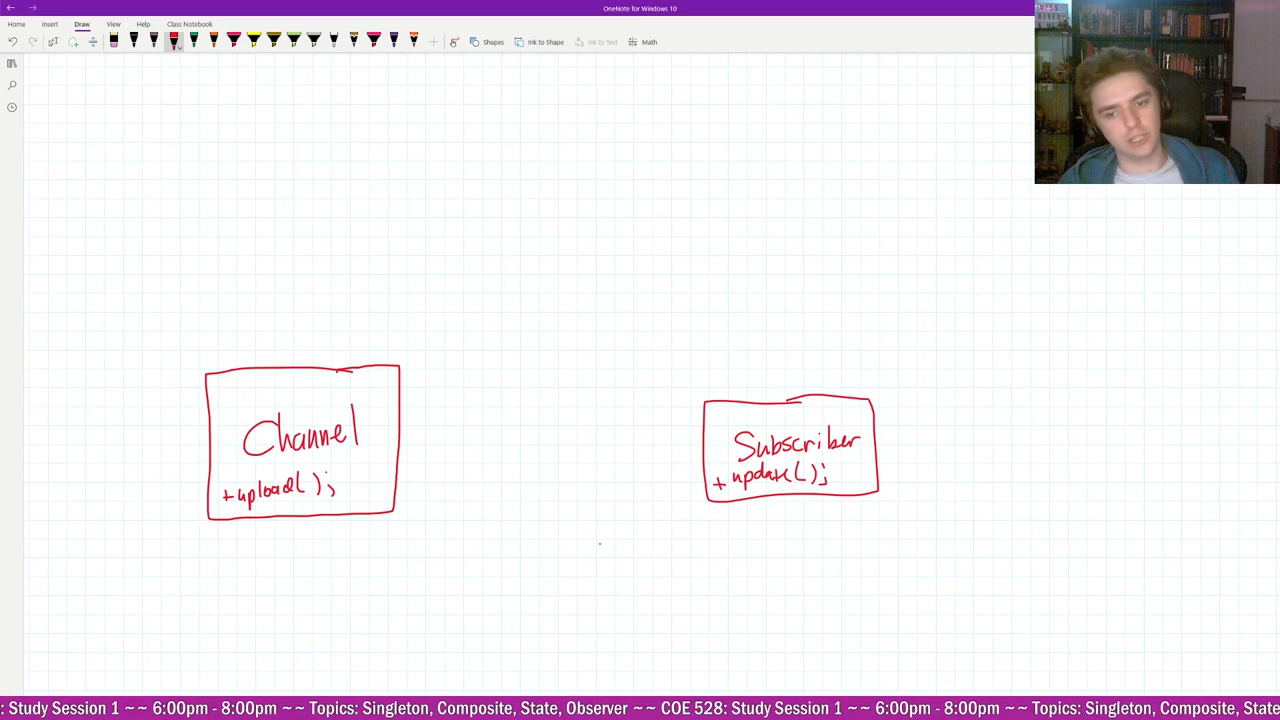 OneNote for Windows 10
Home Insert Draw View Help Class Notebook
Shapes Ink to Shape Ink to Text Math
Channel
+upload();
Subscriber
+update();
: Study Session 1 ~~ 6:00pm - 8:00pm ~~ Topics: Singleton, Composite, State, Observer ~~ COE 528: Study Session 1 ~~ 6:00pm - 8:00pm ~~ Topics: Singleton, Composite, State